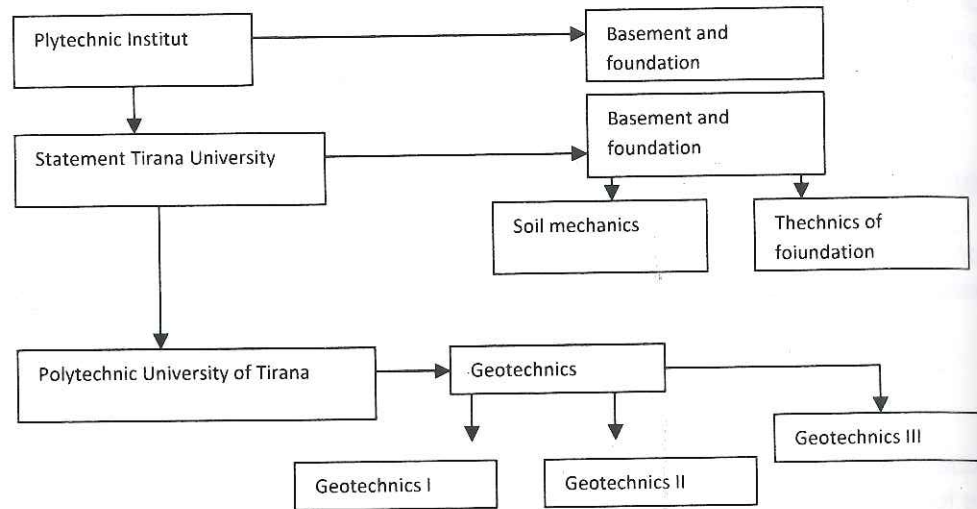 Plytechnic Institut
Basement and
foundation
Statement Tirana University
Basement and
foundation
Soil mechanics
Thechnics of
foiundation
Polytechnic University of Tirana
Geotechnics
Geotechnics III
Geotechnics I
Geotechnics II